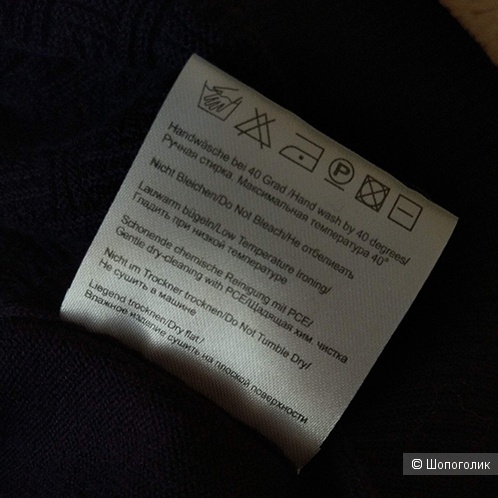 P
Handwäsche bei 40 Grad /Hand wash by 40 degrees/
Ручная стирка. Максимальная температура 40°
Nicht Bleichen/Do Not Bleach/Не отбеливать
Lauwarm bügeln/Low Temperature Ironing/
Гладить при низкой температуре
Schonende chemische Reinigung mit PCE/
Gentle dry-cleaning with PCE/Щадящая хим. чистка
Nicht im Trockner trocknen/Do Not Tumble Dry/
Не сушить в машине
Liegend trocknen/Dry flat/
Влажное изделие сушить на плоской поверхности
© Шопоголик